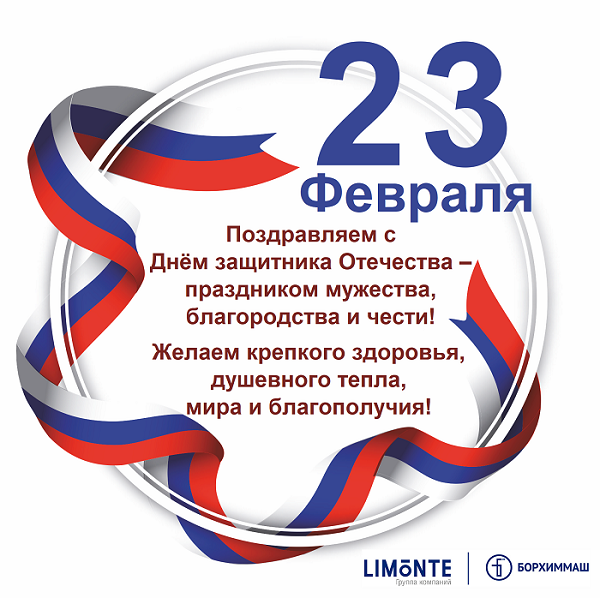 23
Февраля
Поздравляем с
Днём защитника Отечества –
праздником мужества,
благородства и чести!
Желаем крепкого здоровья,
душевного тепла,
мира и благополучия!
LIMONTE
Группа компаний
БОРХИММАШ